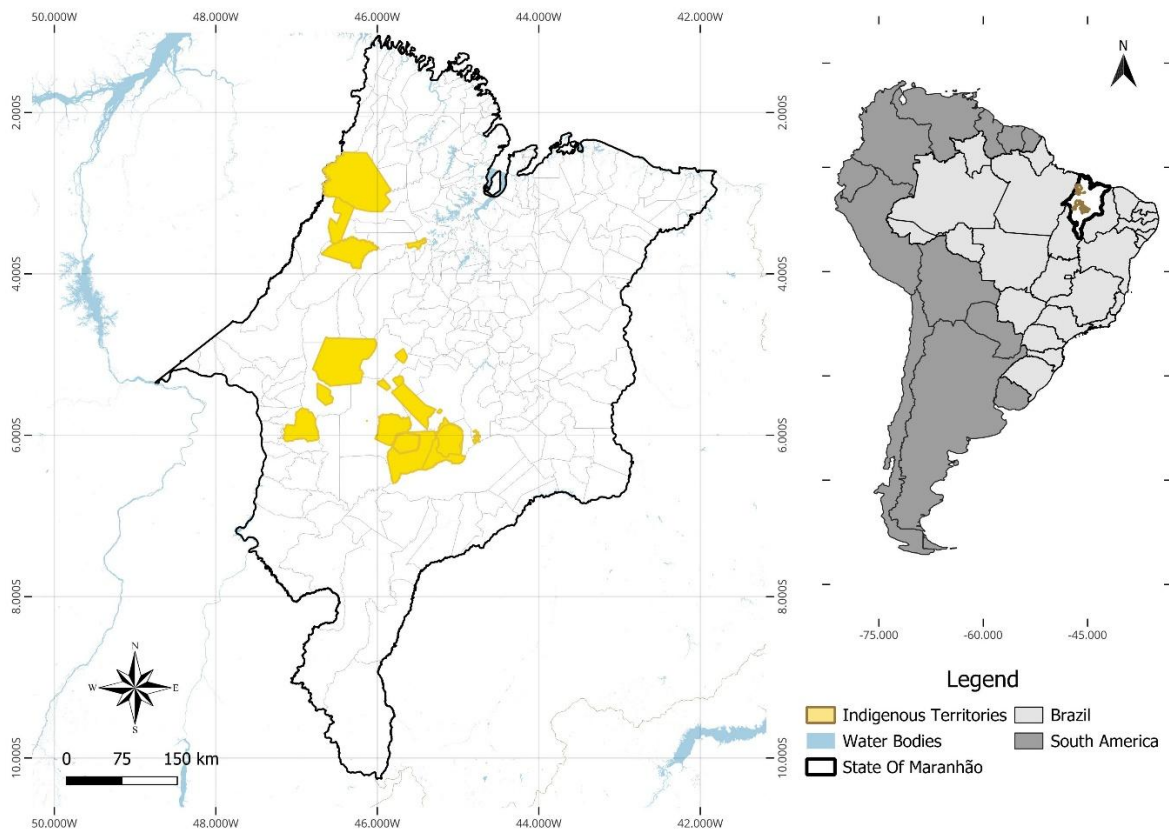 50.000W 48.000W 46.000W 44.000W 42.000W
2.000S 2.000S
4.000S 4.000S
6.000S 6.000S
8.000S 8.000S
10.000S 10.000S
N
W E
S
0 75 150 km
50.000W 48.000W 46.000W 44.000W 42.000W
N
-75.000 -60.000 -45.000
Legend
Indigenous Territories Brazil
Water Bodies South America
State Of Maranhão